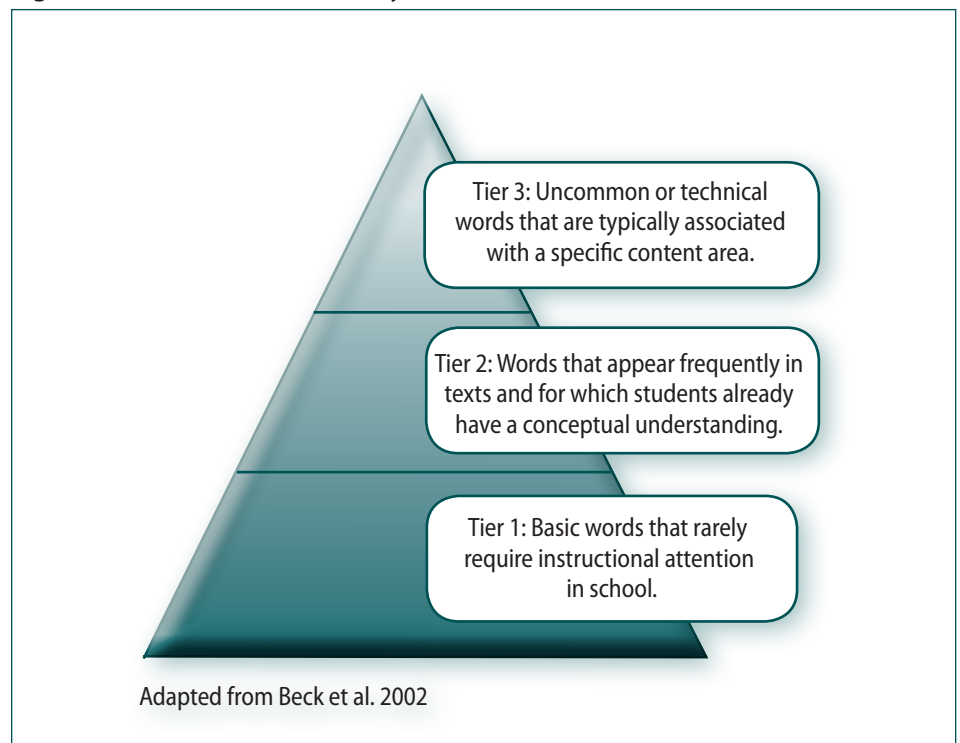 Tier 3: Uncommon or technical
words that are typically associated
with a specific content area.
Tier 2: Words that appear frequently in
texts and for which students already
have a conceptual understanding.
Tier 1: Basic words that rarely
require instructional attention
in school.
Adapted from Beck et al. 2002